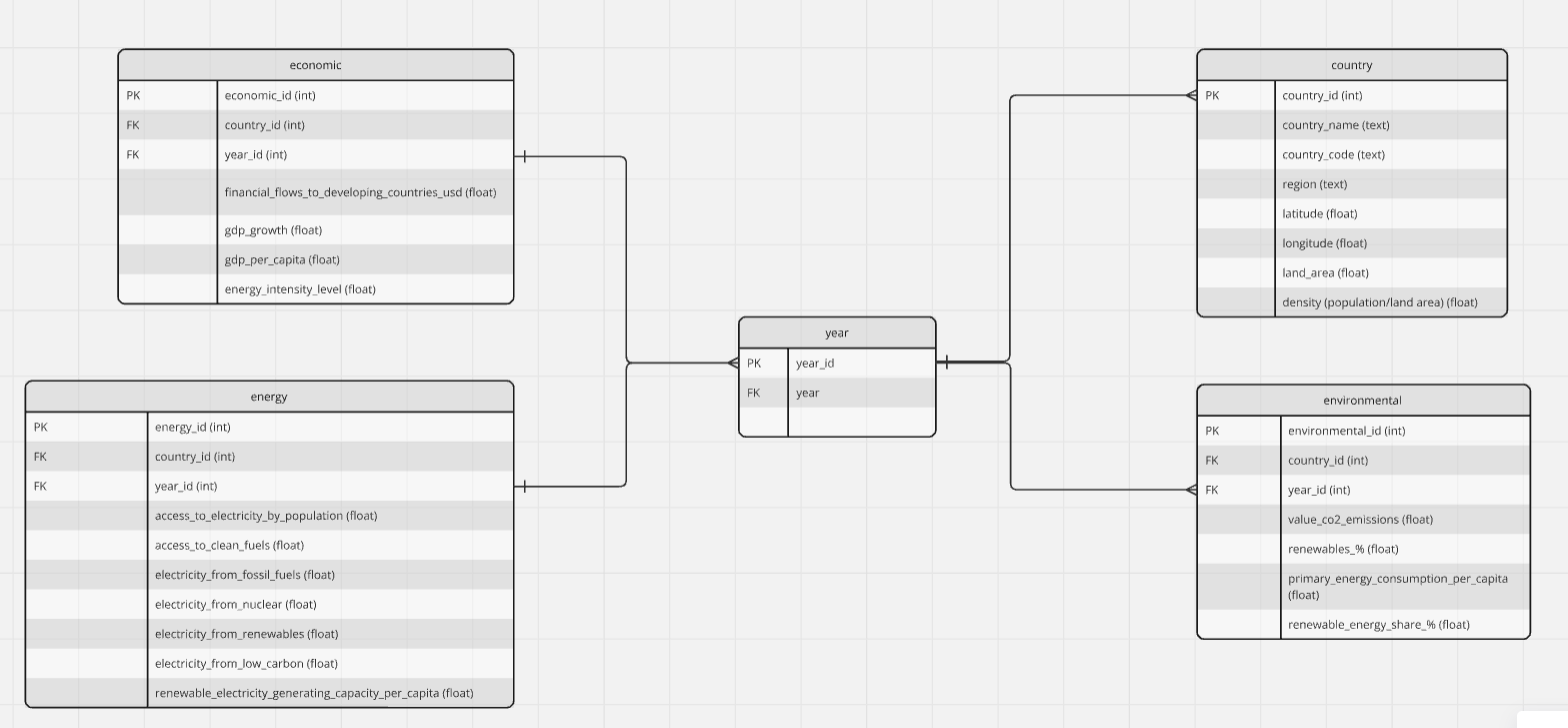 economic
PK economic_id (int)
FK country_id (int)
FK year_id (int)
financial_flows_to_developing_countries_usd (float)
gdp_growth (float)
gdp_per_capita (float)
energy_intensity_level (float)
country
PK country_id (int)
country_name (text)
country_code (text)
region (text)
latitude (float)
longitude (float)
land_area (float)
density (population/land area) (float)
year
PK year_id
FK year
energy
PK energy_id (int)
FK country_id (int)
FK year_id (int)
access_to_electricity_by_population (float)
access_to_clean_fuels (float)
electricity_from_fossil_fuels (float)
electricity_from_nuclear (float)
electricity_from_renewables (float)
electricity_from_low_carbon (float)
renewable_electricity_generating_capacity_per_capita (float)
environmental
PK environmental_id (int)
FK country_id (int)
FK year_id (int)
value_co2_emissions (float)
renewables_% (float)
primary_energy_consumption_per_capita
(float)
renewable_energy_share_% (float)